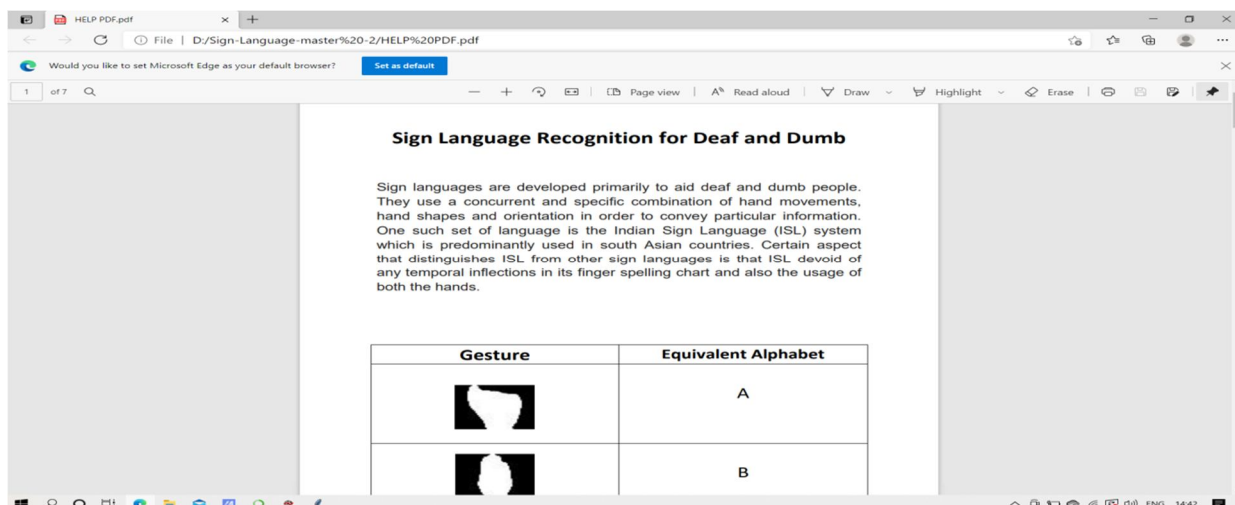 HELP PDF.pdf
File | D:/Sign-Language-master%20-2/HELP%20PDF.pdf
Would you like to set Microsoft Edge as your default browser? Set as default
1 of 7 Page view Read aloud Draw Highlight Erase
Sign Language Recognition for Deaf and Dumb
Sign languages are developed primarily to aid deaf and dumb people.
They use a concurrent and specific combination of hand movements,
hand shapes and orientation in order to convey particular information.
One such set of language is the Indian Sign Language (ISL) system
which is predominantly used in south Asian countries. Certain aspect
that distinguishes ISL from other sign languages is that ISL devoid of
any temporal inflections in its finger spelling chart and also the usage of
both the hands.
Gesture Equivalent Alphabet
A
B
ENG 14:42